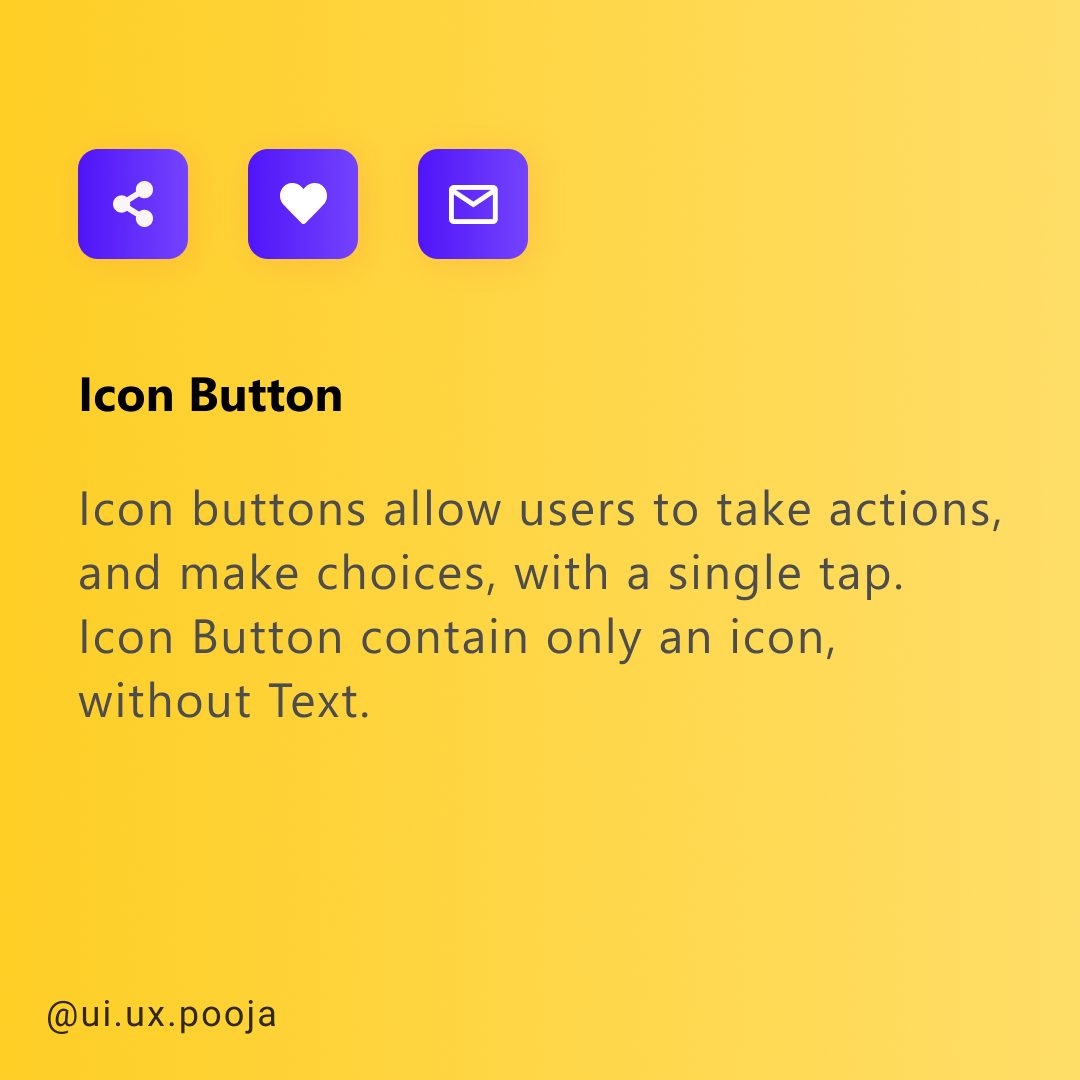 Icon Button
Icon buttons allow users to take actions,
and make choices, with a single tap.
Icon Button contain only an icon,
without Text.
@ui.ux.pooja